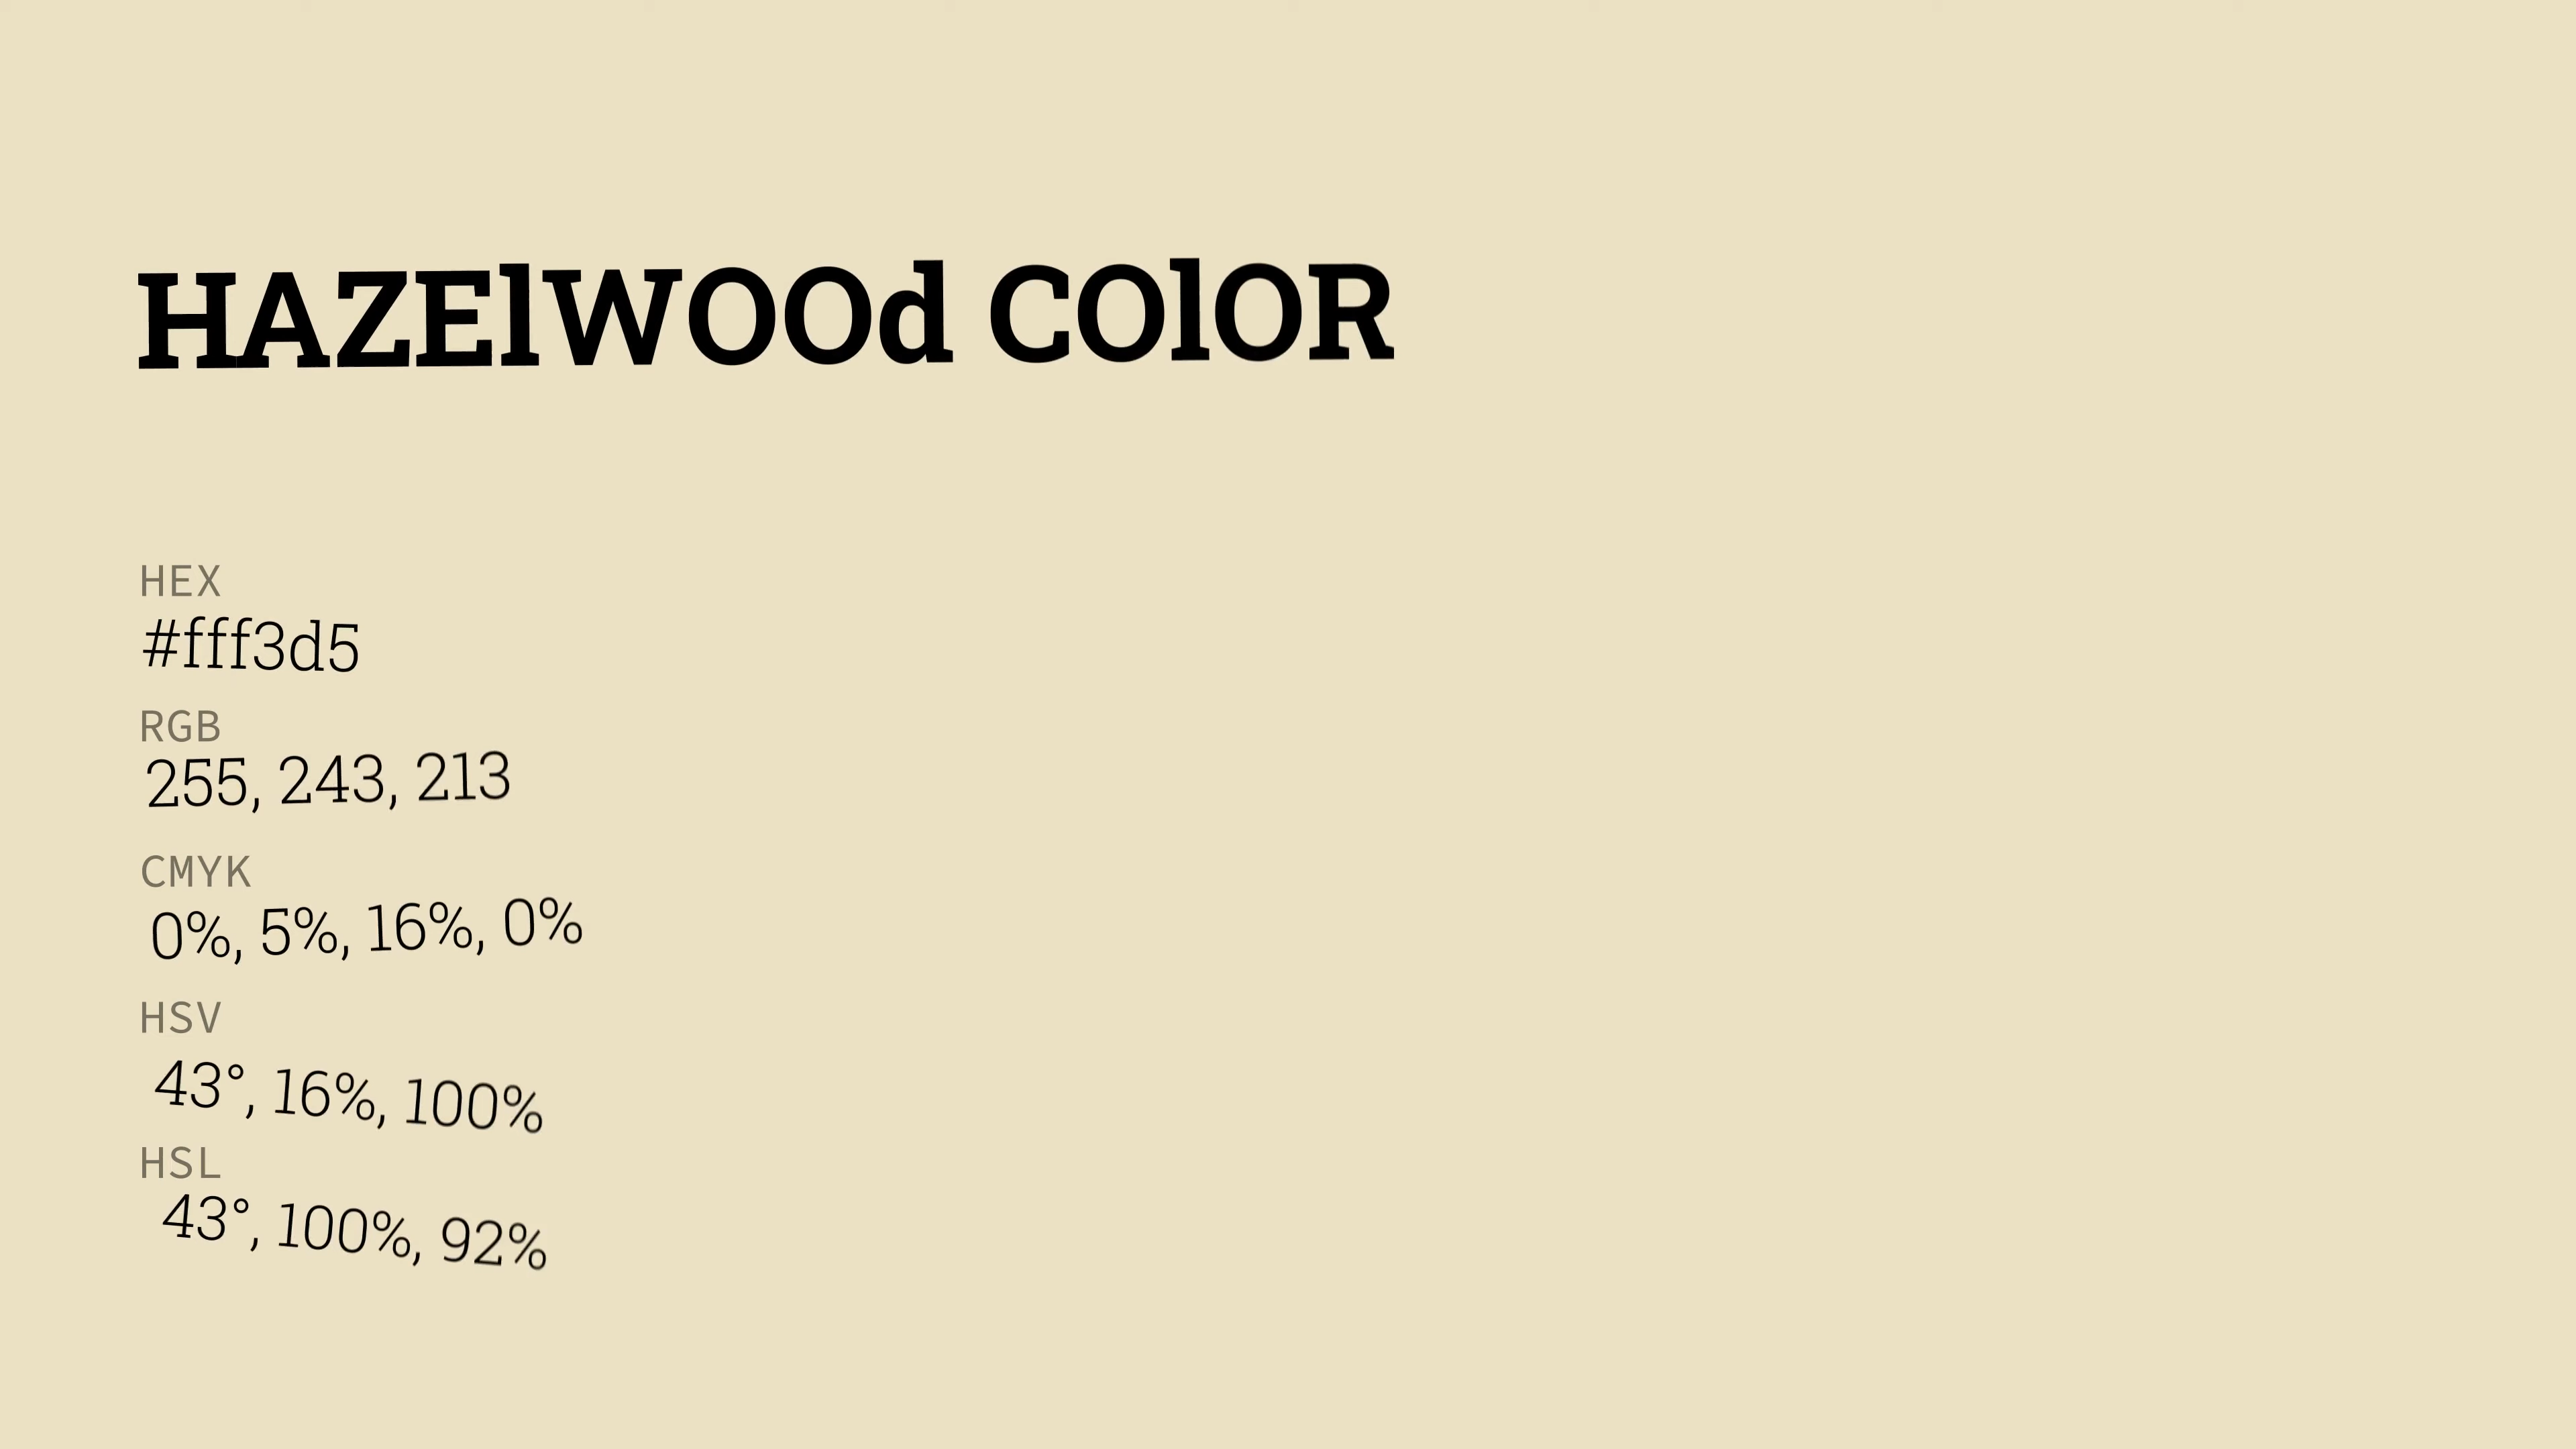 HAZElWOOd COlOR
HEX
#fff3d5
RGB
255, 243, 213
CMYK
0%, 5%, 16%, 0%
HSV
43°, 16%, 100%
HSL
43°, 100%, 92%